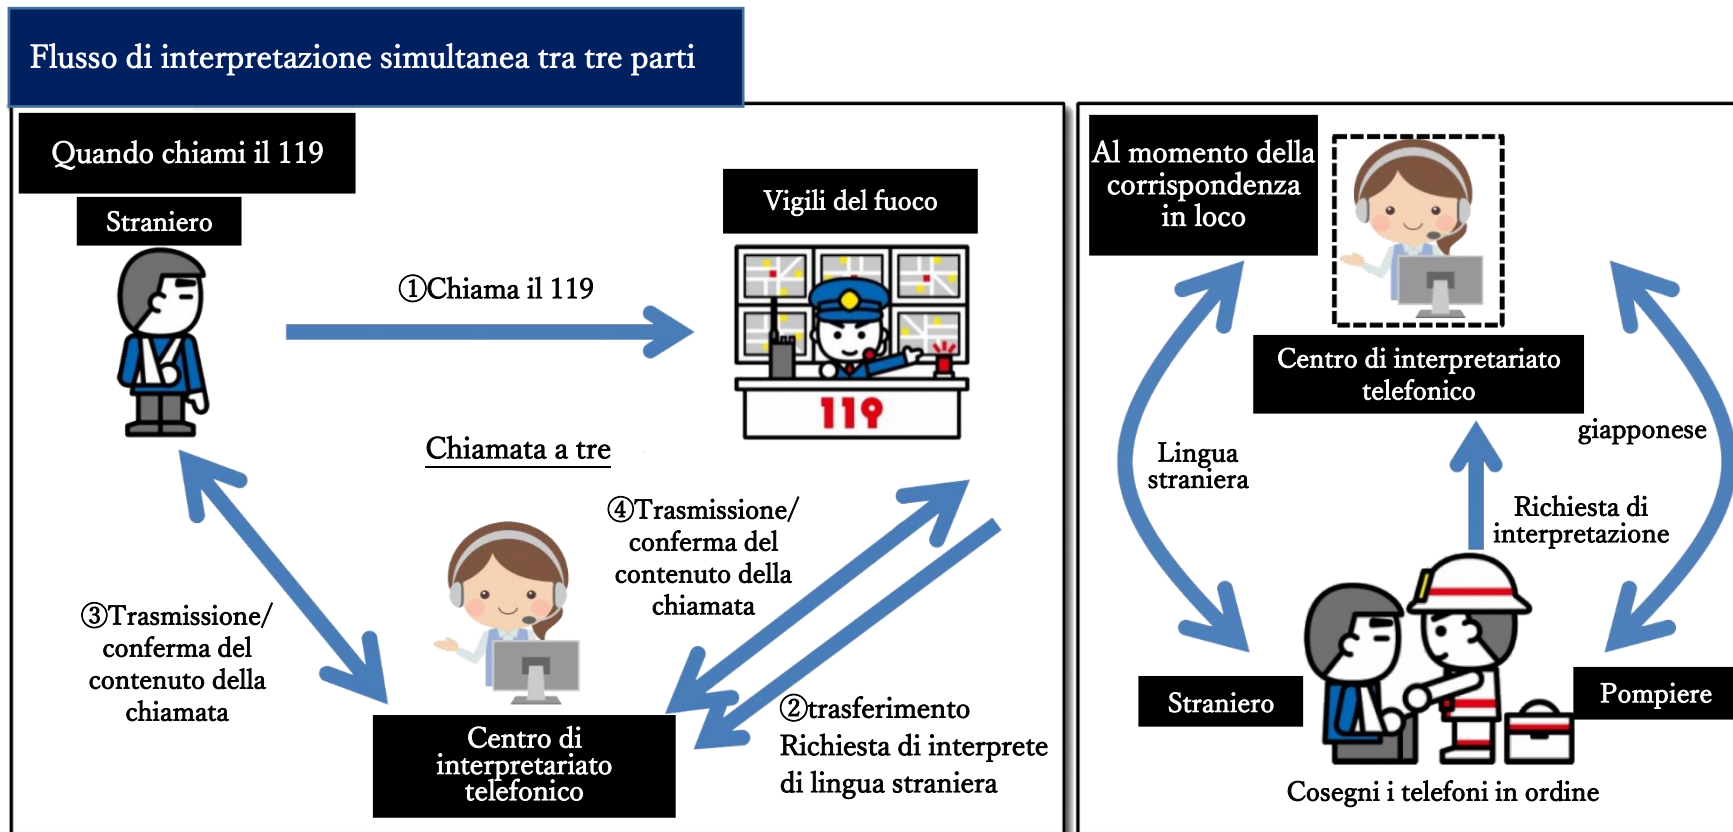 Flusso di interpretazione simultanea tra tre parti
Quando chiami il 119
Straniero
①Chiama il 119
Vigili del fuoco
119
Chiamata a tre
④Trasmissione/
conferma del
contenuto della
chiamata
③Trasmissione/
conferma del
contenuto della
chiamata
Centro di
interpretariato
telefonico
②trasferimento
Richiesta di interprete
di lingua straniera
Al momento della
corrispondenza
in loco
Centro di interpretariato
telefonico
Lingua
straniera
giapponese
Richiesta di
interpretazione
Straniero
Pompiere
Cosegni i telefoni in ordine